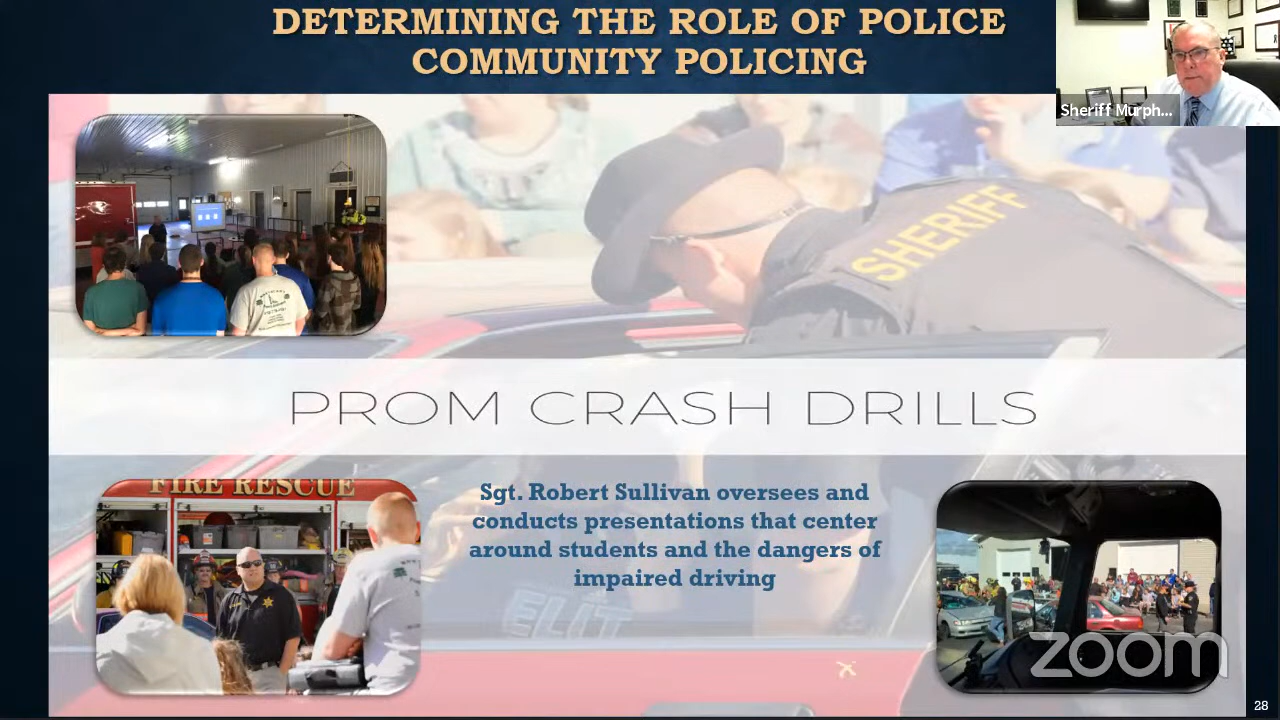 DETERMINING THE ROLE OF POLICE
COMMUNITY POLICING
Sheriff Murph...
SHERIFF
PROM CRASH DRILLS
FIRE RESCUE
Sgt. Robert Sullivan oversees and
conducts presentations that center
around students and the dangers of
impaired driving
zoom
28